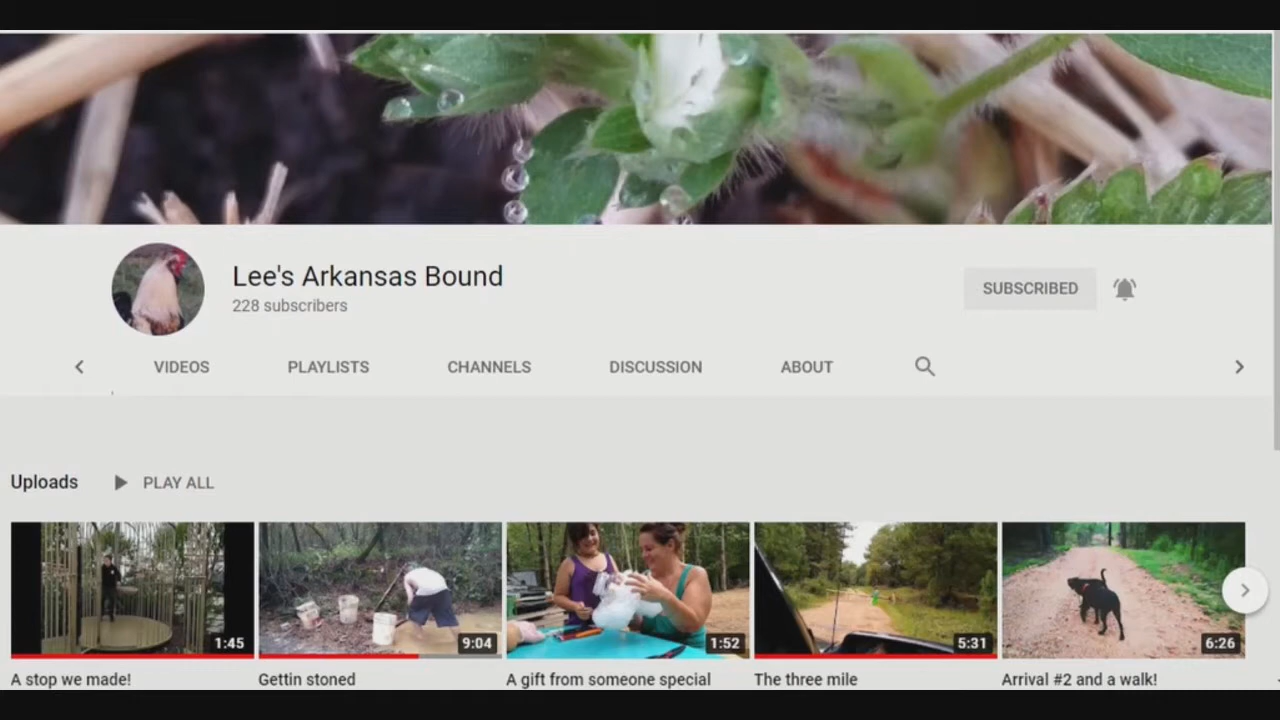 Lee's Arkansas Bound
228 subscribers
SUBSCRIBED
VIDEOS PLAYLISTS CHANNELS DISCUSSION ABOUT
Uploads PLAY ALL
1:45 9:04 1:52 5:31 6:26
A stop we made! Gettin stoned A gift from someone special The three mile Arrival #2 and a walk!